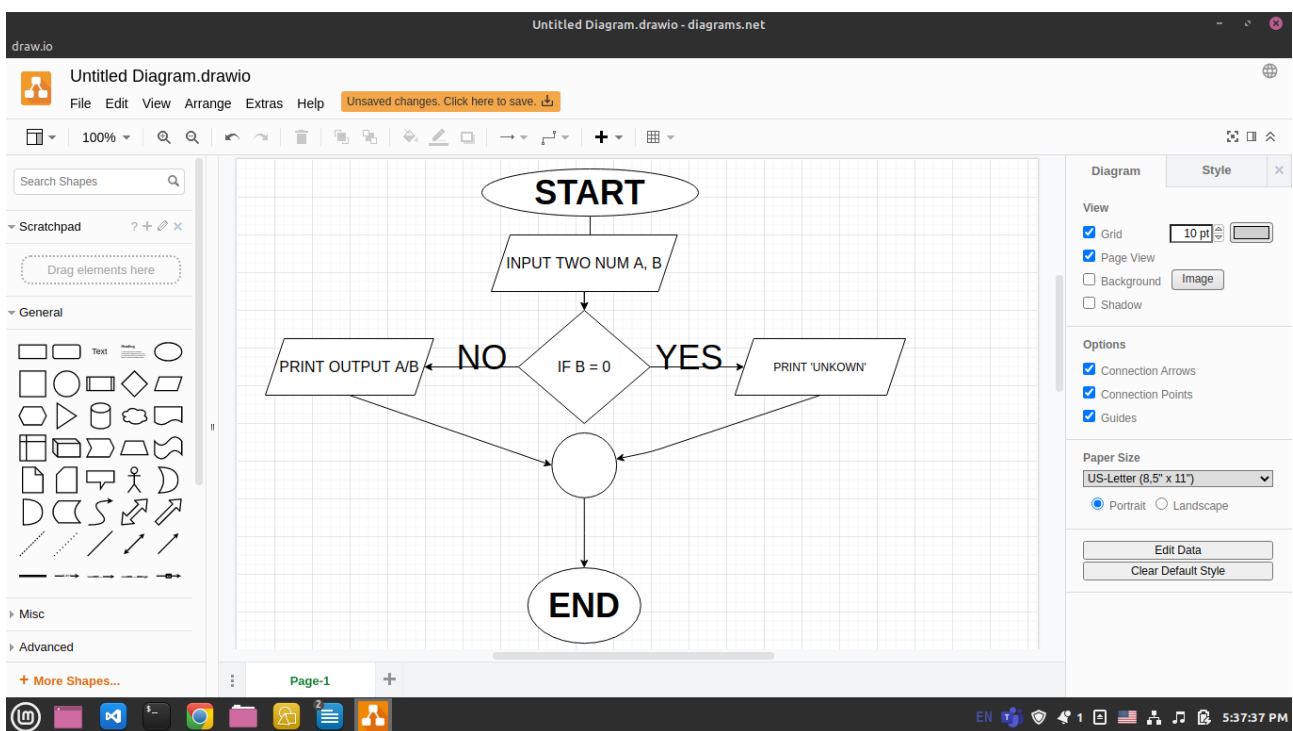 Untitled Diagram.drawio - diagrams.net
draw.io
Untitled Diagram.drawio
File Edit View Arrange Extras Help Unsaved changes. Click here to save.
100%
Search Shapes
Scratchpad ?
Drag elements here
General
Text Heading
Misc
Advanced
+ More Shapes...
START
INPUT TWO NUM A, B
PRINT OUTPUT A/B NO IF B = 0 YES PRINT 'UNKOWN'
END
Page-1
Diagram Style
View
Grid 10 pt
Page View
Background Image
Shadow
Options
Connection Arrows
Connection Points
Guides
Paper Size
US-Letter (8,5" x 11")
Portrait Landscape
Edit Data
Clear Default Style
2
EN 1 5:37:37 PM